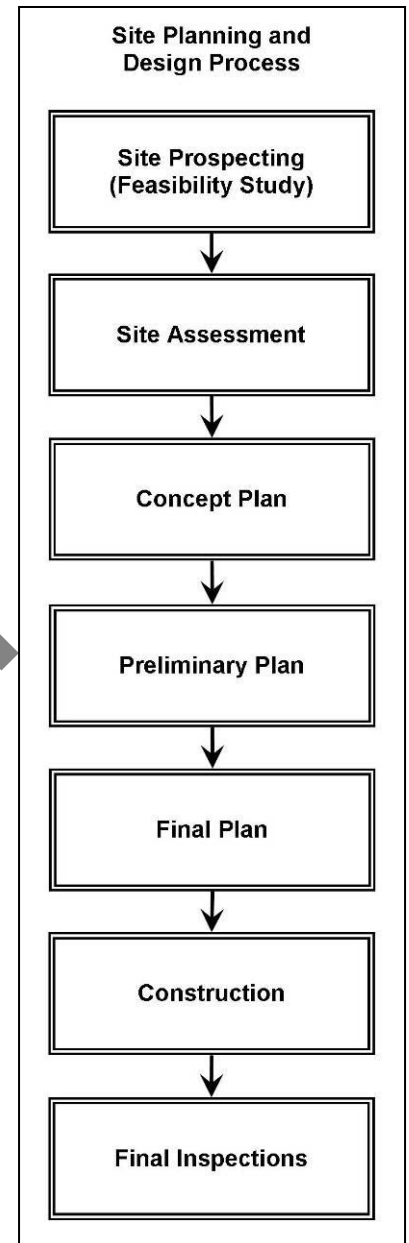 Site Planning and
Design Process
Site Prospecting
(Feasibility Study)
Site Assessment
Concept Plan
Preliminary Plan
Final Plan
Construction
Final Inspections